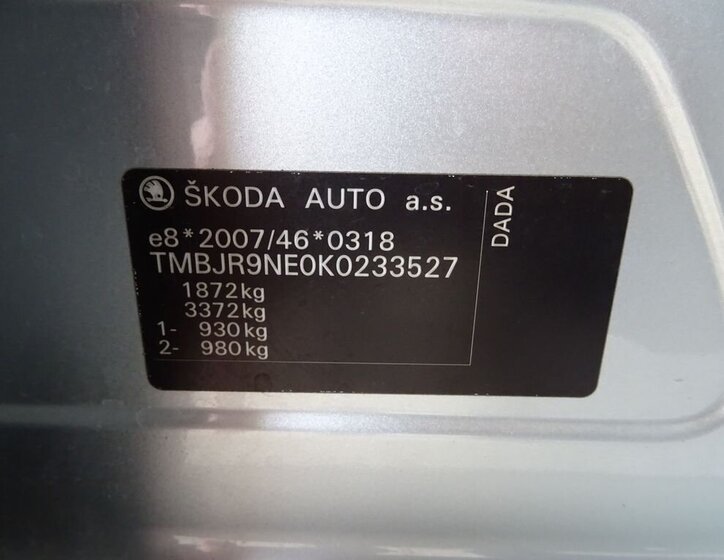 ŠKODA AUTO a.s.
DADA
e8*2007/46*0318
TMBJR9NE0K0233527
1872kg
3372kg
1- 930kg
2- 980kg